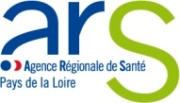 ars
Agence Régionale de Santé
Pays de la Loire